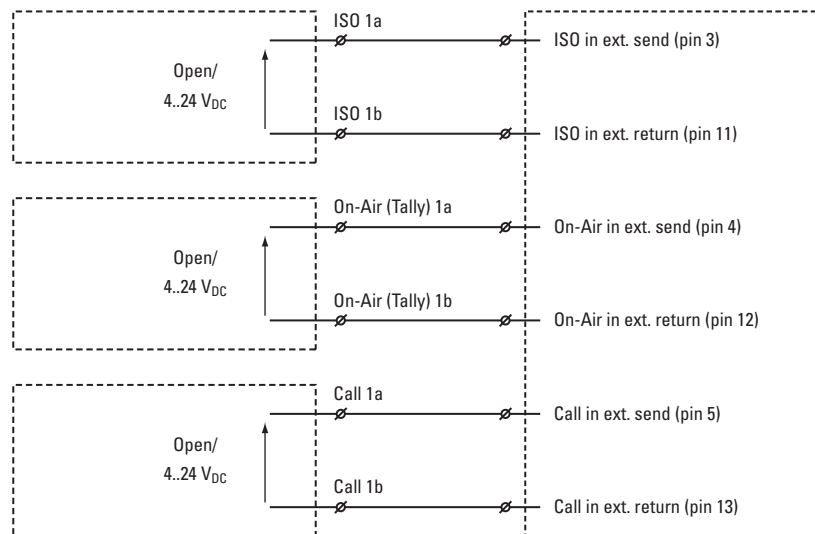 ISO 1a
ISO in ext. send (pin 3)
Open/
4..24 VDC
ISO 1b
ISO in ext. return (pin 11)
On-Air (Tally) 1a
On-Air in ext. send (pin 4)
Open/
4..24 VDC
On-Air (Tally) 1b
On-Air in ext. return (pin 12)
Call 1a
Call in ext. send (pin 5)
Open/
4..24 VDC
Call 1b
Call in ext. return (pin 13)